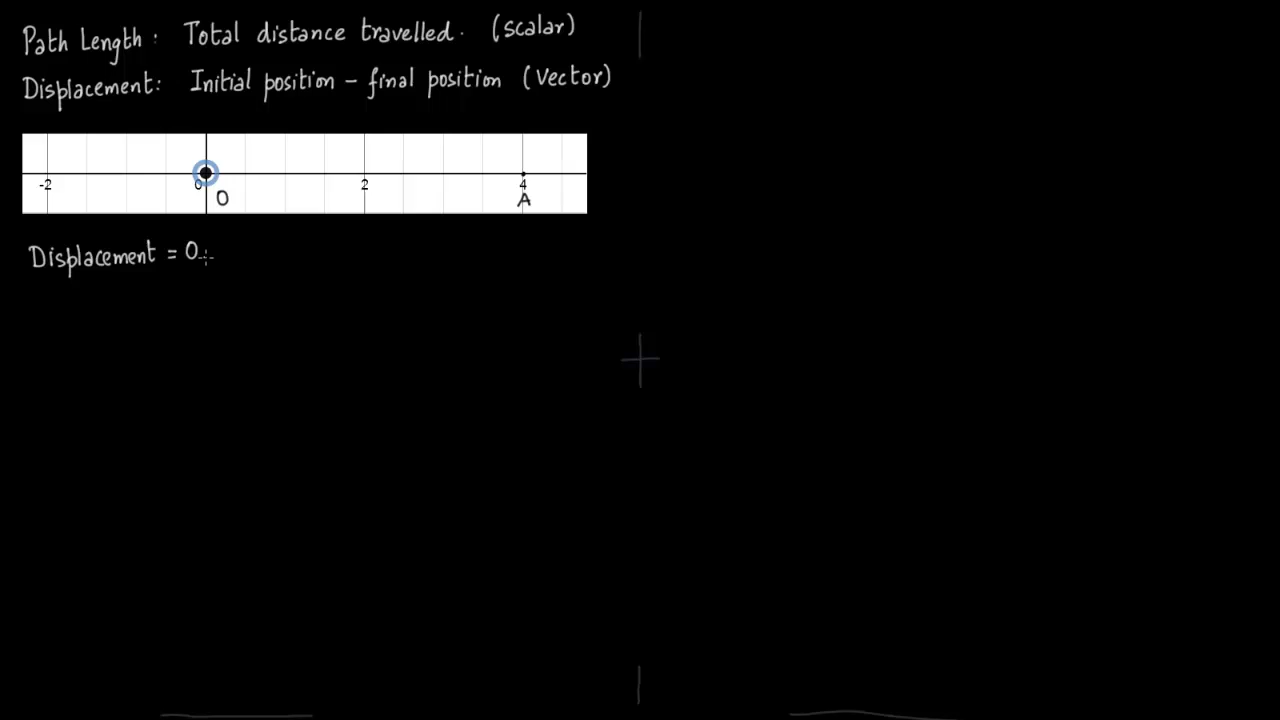 Path Length: Total distance travelled. (scalar)
Displacement: Initial position - final position (Vector)
-2 0 2 4
O A
Displacement = 0